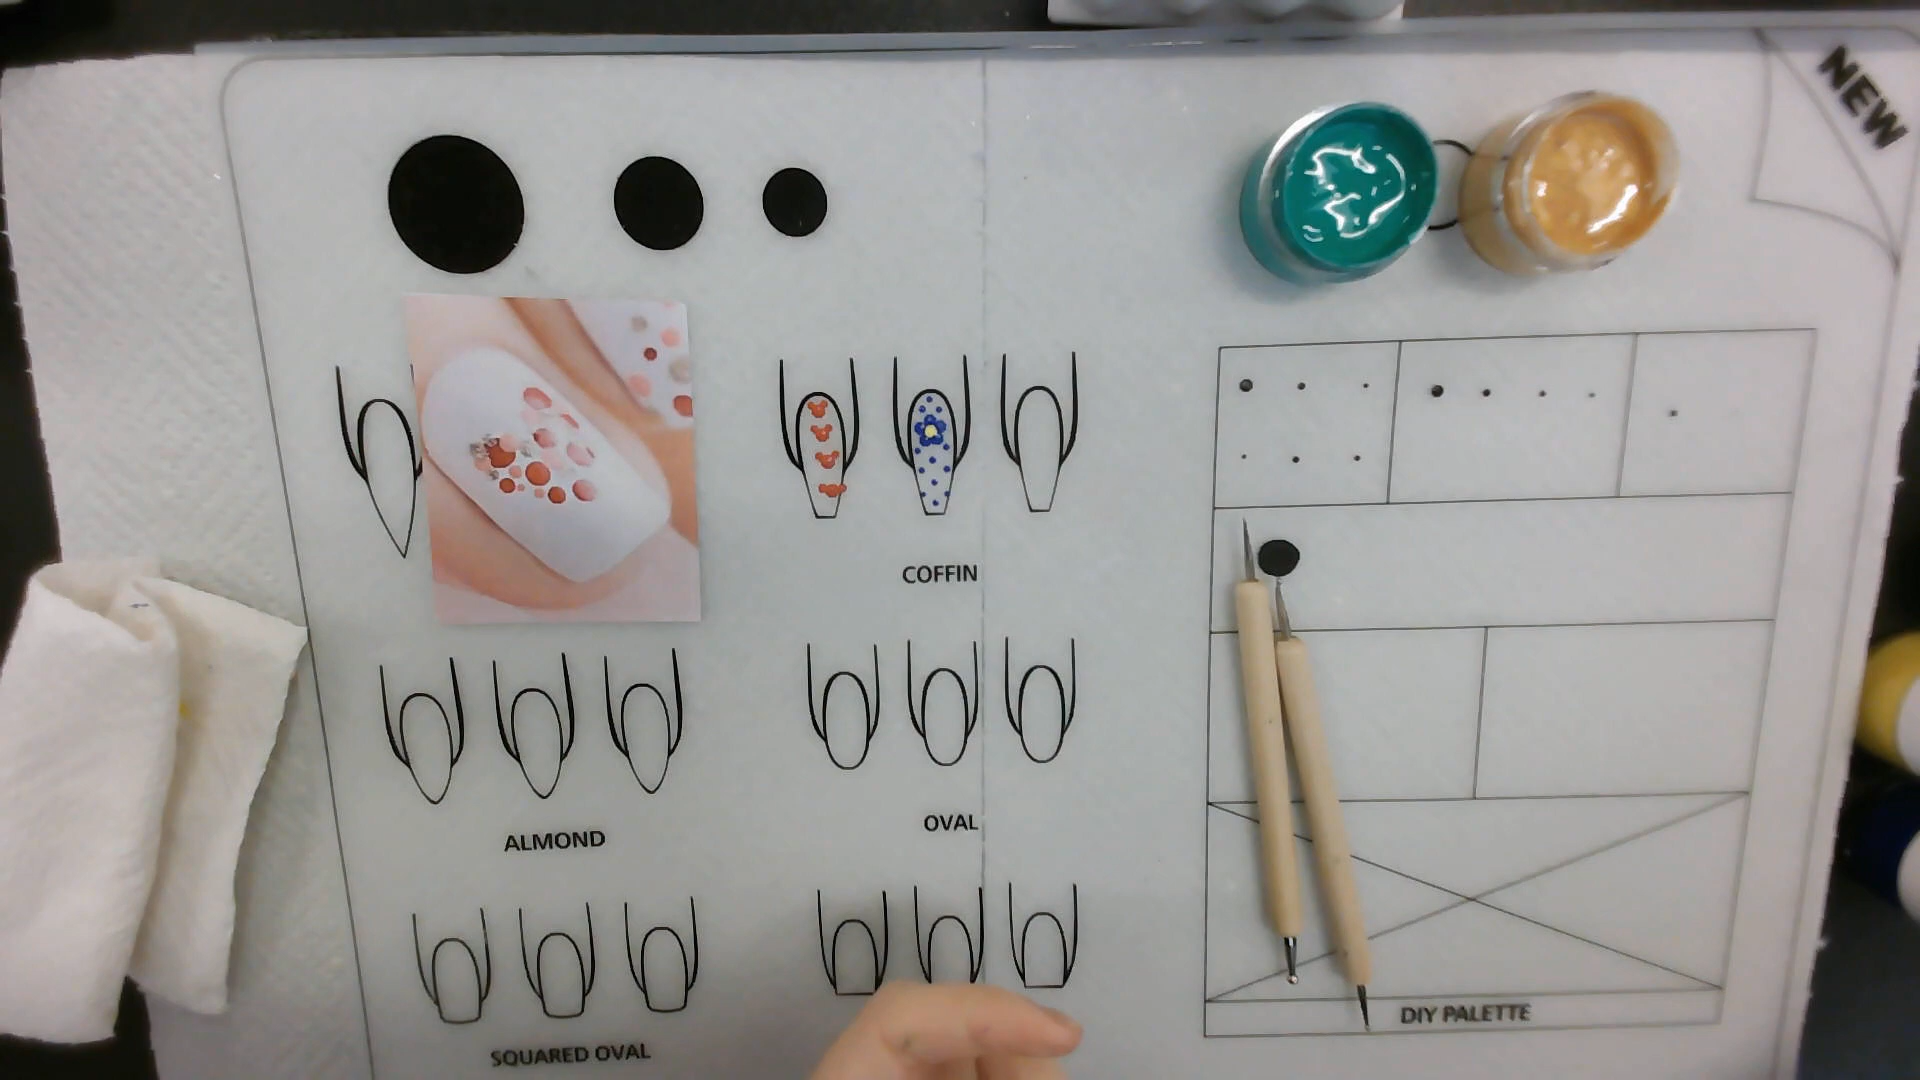 NEW
COFFIN
ALMOND
OVAL
SQUARED OVAL
DIY PALETTE